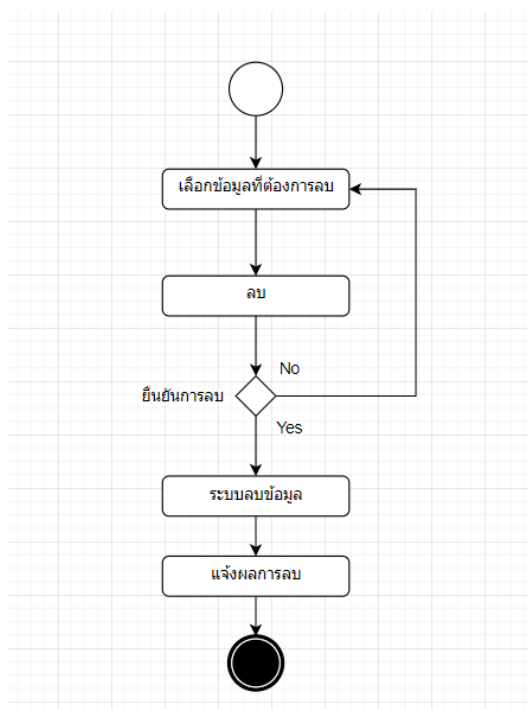 เลือกข้อมูลที่ต้องการลบ
ลบ
No
ยืนยันการลบ
Yes
ระบบลบข้อมูล
แจ้งผลการลบ